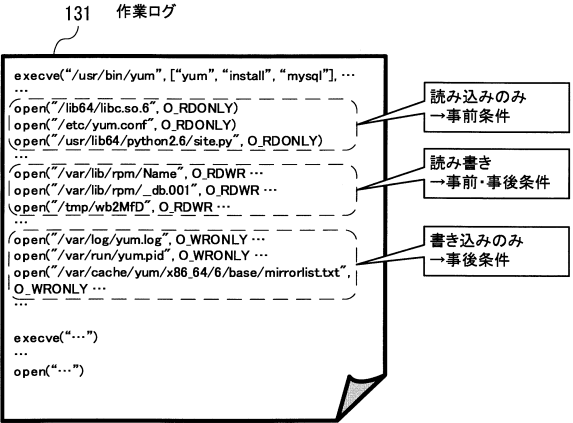 131 作業ログ
execve(“/usr/bin/yum”, [“yum”, “install”, “mysql”], …
…
open(”/lib64/libc.so.6”, O_RDONLY)
open(”/etc/yum.conf”, O_RDONLY)
open(”/usr/lib64/python2.6/site.py”, O_RDONLY)
…
open(”/var/lib/rpm/Name”, O_RDWR …
open(”/var/lib/rpm/__db.001”, O_RDWR …
open(”/tmp/wb2MfD”, O_RDWR …
…
open(”/var/log/yum.log”, O_WRONLY …
open(”/var/run/yum.pid”, O_WRONLY …
open(”/var/cache/yum/x86_64/6/base/mirrorlist.txt”,
O_WRONLY …
…
execve(“…”)
…
open(“…”)
読み込みのみ
→事前条件
読み書き
→事前・事後条件
書き込みのみ
→事後条件